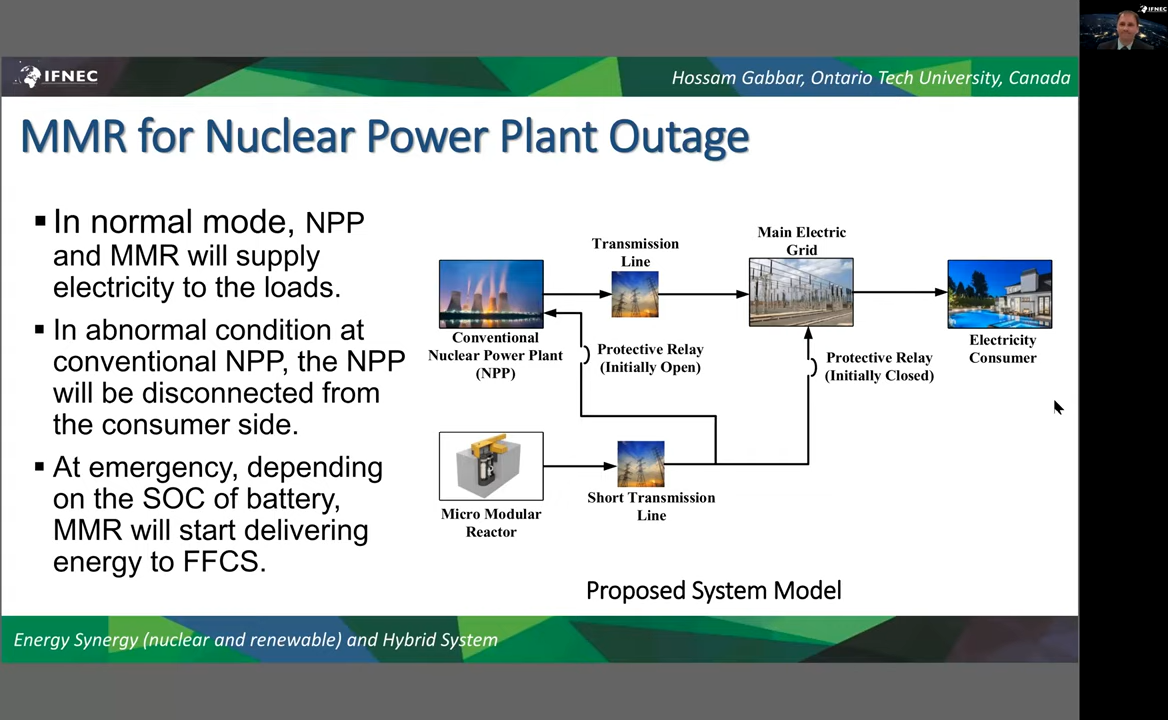 IFNEC
IFNEC
Hossam Gabbar, Ontario Tech University, Canada
MMR for Nuclear Power Plant Outage
▪ In normal mode, NPP
and MMR will supply
electricity to the loads.
▪ In abnormal condition at
conventional NPP, the NPP
will be disconnected from
the consumer side.
▪ At emergency, depending
on the SOC of battery,
MMR will start delivering
energy to FFCS.
Transmission
Line
Main Electric
Grid
Conventional
Nuclear Power Plant
(NPP)
Protective Relay
(Initially Open)
Protective Relay
(Initially Closed)
Electricity
Consumer
Micro Modular
Reactor
Short Transmission
Line
Proposed System Model
Energy Synergy (nuclear and renewable) and Hybrid System